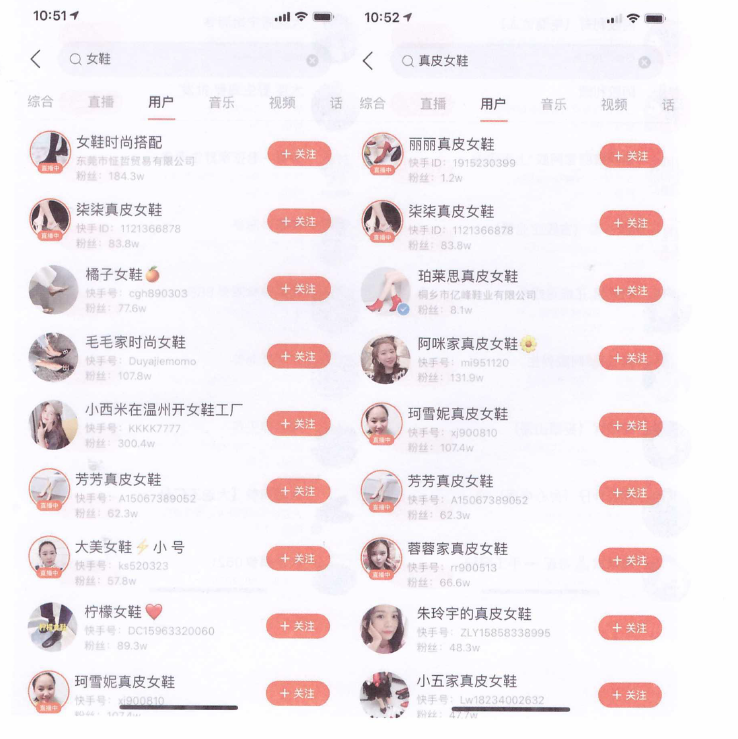 10:51
女鞋
综合 直播 用户 音乐 视频 话
女鞋时尚搭配
东莞市纽贸贸易有限公司
粉丝：184.3w
+ 关注
直播中
柒柒真皮女鞋
快手ID：1121366878
粉丝：83.8w
+ 关注
直播中
橘子女鞋🍊
快手号：cgh890303
粉丝：77.6w
+ 关注
毛毛家时尚女鞋
快手号：Duyajiemomo
粉丝：107.8w
+ 关注
小西米在温州开女鞋工厂
快手号：KKKK7777
粉丝：300.4w
+ 关注
芳芳真皮女鞋
快手号：A15067389052
粉丝：62.3w
+ 关注
直播中
大美女鞋⚡小 号
快手号：ks520323
粉丝：57.8w
+ 关注
直播中
柠檬女鞋❤️
快手号：DC15963320060
粉丝：89.3w
+ 关注
珂雪妮真皮女鞋
快手号：xj900810
粉丝：107.4w
+ 关注
直播中
10:52
真皮女鞋
综合 直播 用户 音乐 视频 话
丽丽真皮女鞋
快手ID：1915230399
粉丝：1.2w
+ 关注
直播中
柒柒真皮女鞋
快手ID：1121366878
粉丝：83.8w
+ 关注
直播中
珀莱思真皮女鞋
桐乡市亿峰鞋业有限公司
粉丝：8.1w
+ 关注
阿咪家真皮女鞋🌼
快手号：mi951120
粉丝：131.9w
+ 关注
珂雪妮真皮女鞋
快手号：xj900810
粉丝：107.4w
+ 关注
直播中
芳芳真皮女鞋
快手号：A15067389052
粉丝：62.3w
+ 关注
直播中
蓉蓉家真皮女鞋
快手号：rr900513
粉丝：66.6w
+ 关注
直播中
朱玲宇的真皮女鞋
快手号：ZLY15858338995
粉丝：48.3w
+ 关注
小五家真皮女鞋
快手号：Lw18234002632
粉丝：47.7w
+ 关注